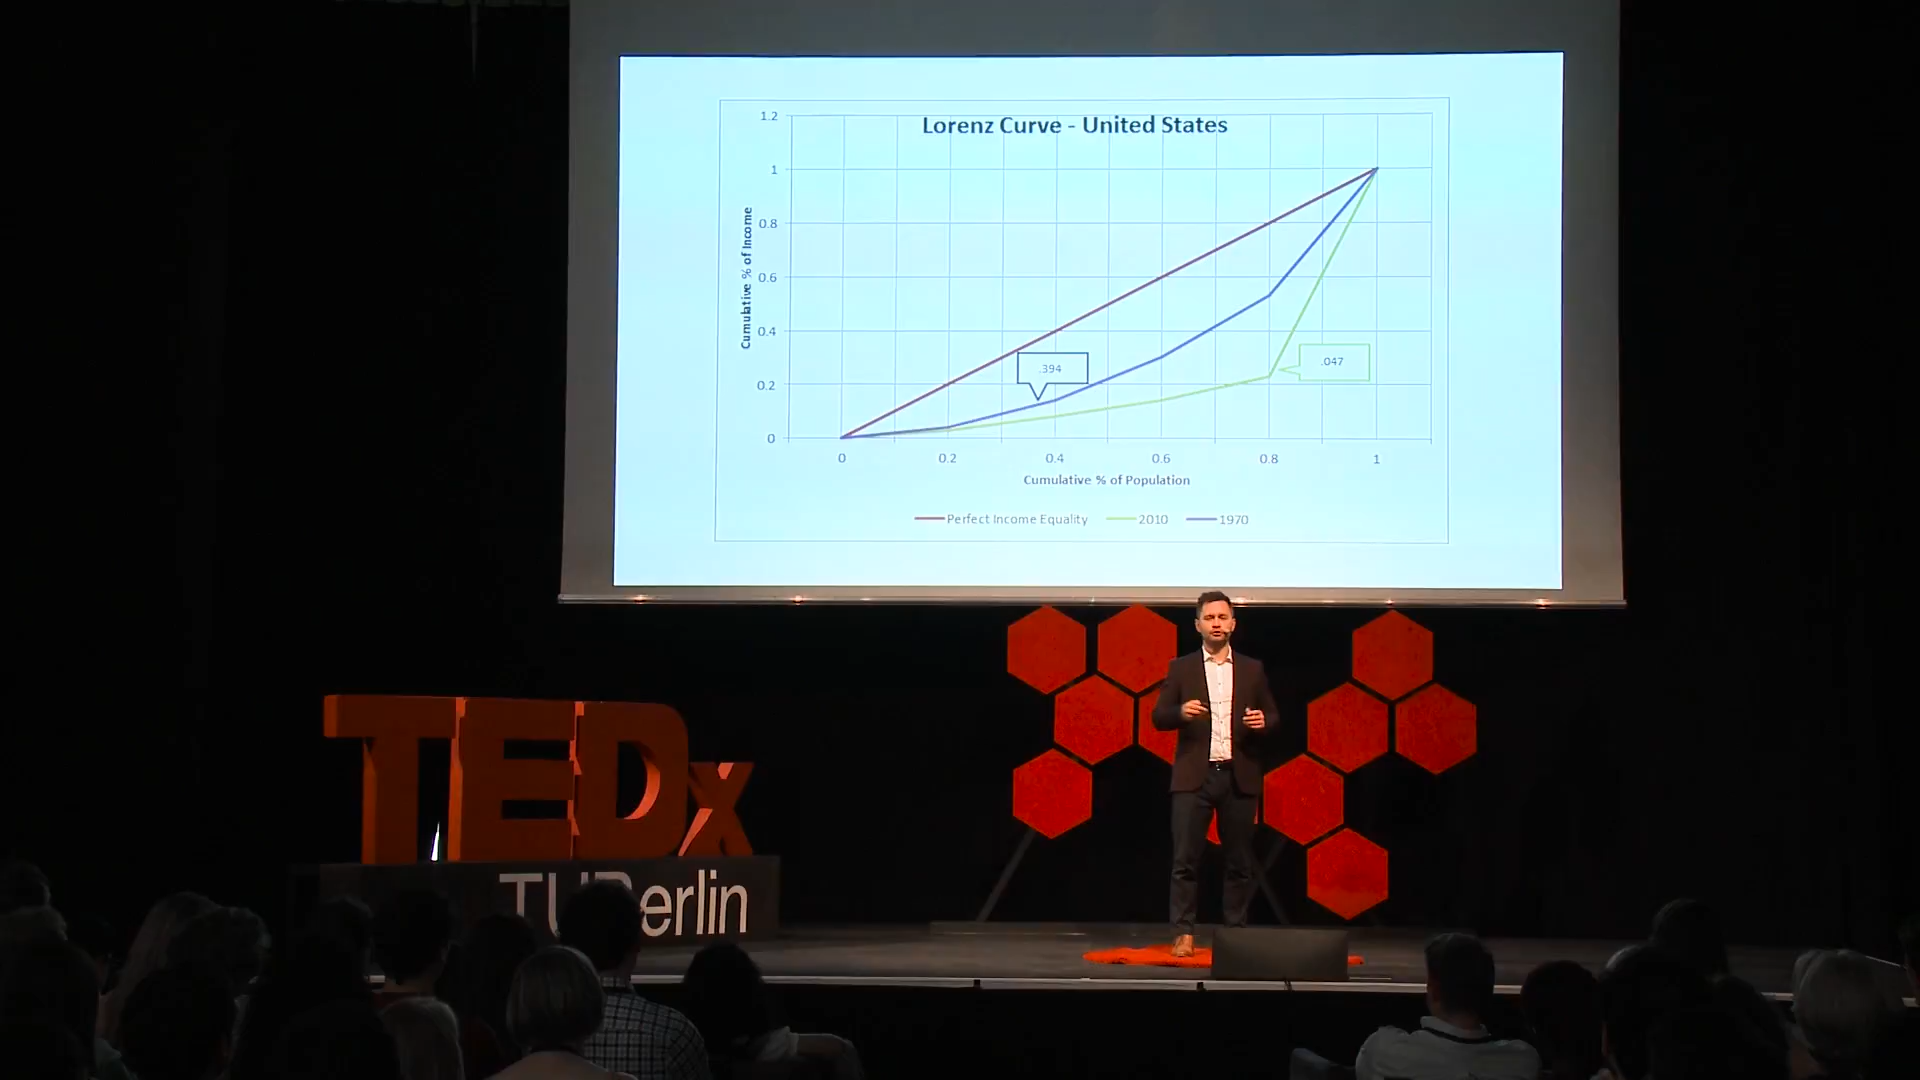 Lorenz Curve - United States
1.2
1
0.8
0.6
0.4
0.2
0
Cumulative % of Income
.394
.047
0 0.2 0.4 0.6 0.8 1
Cumulative % of Population
Perfect Income Equality 2010 1970
TEDx
TUBerlin